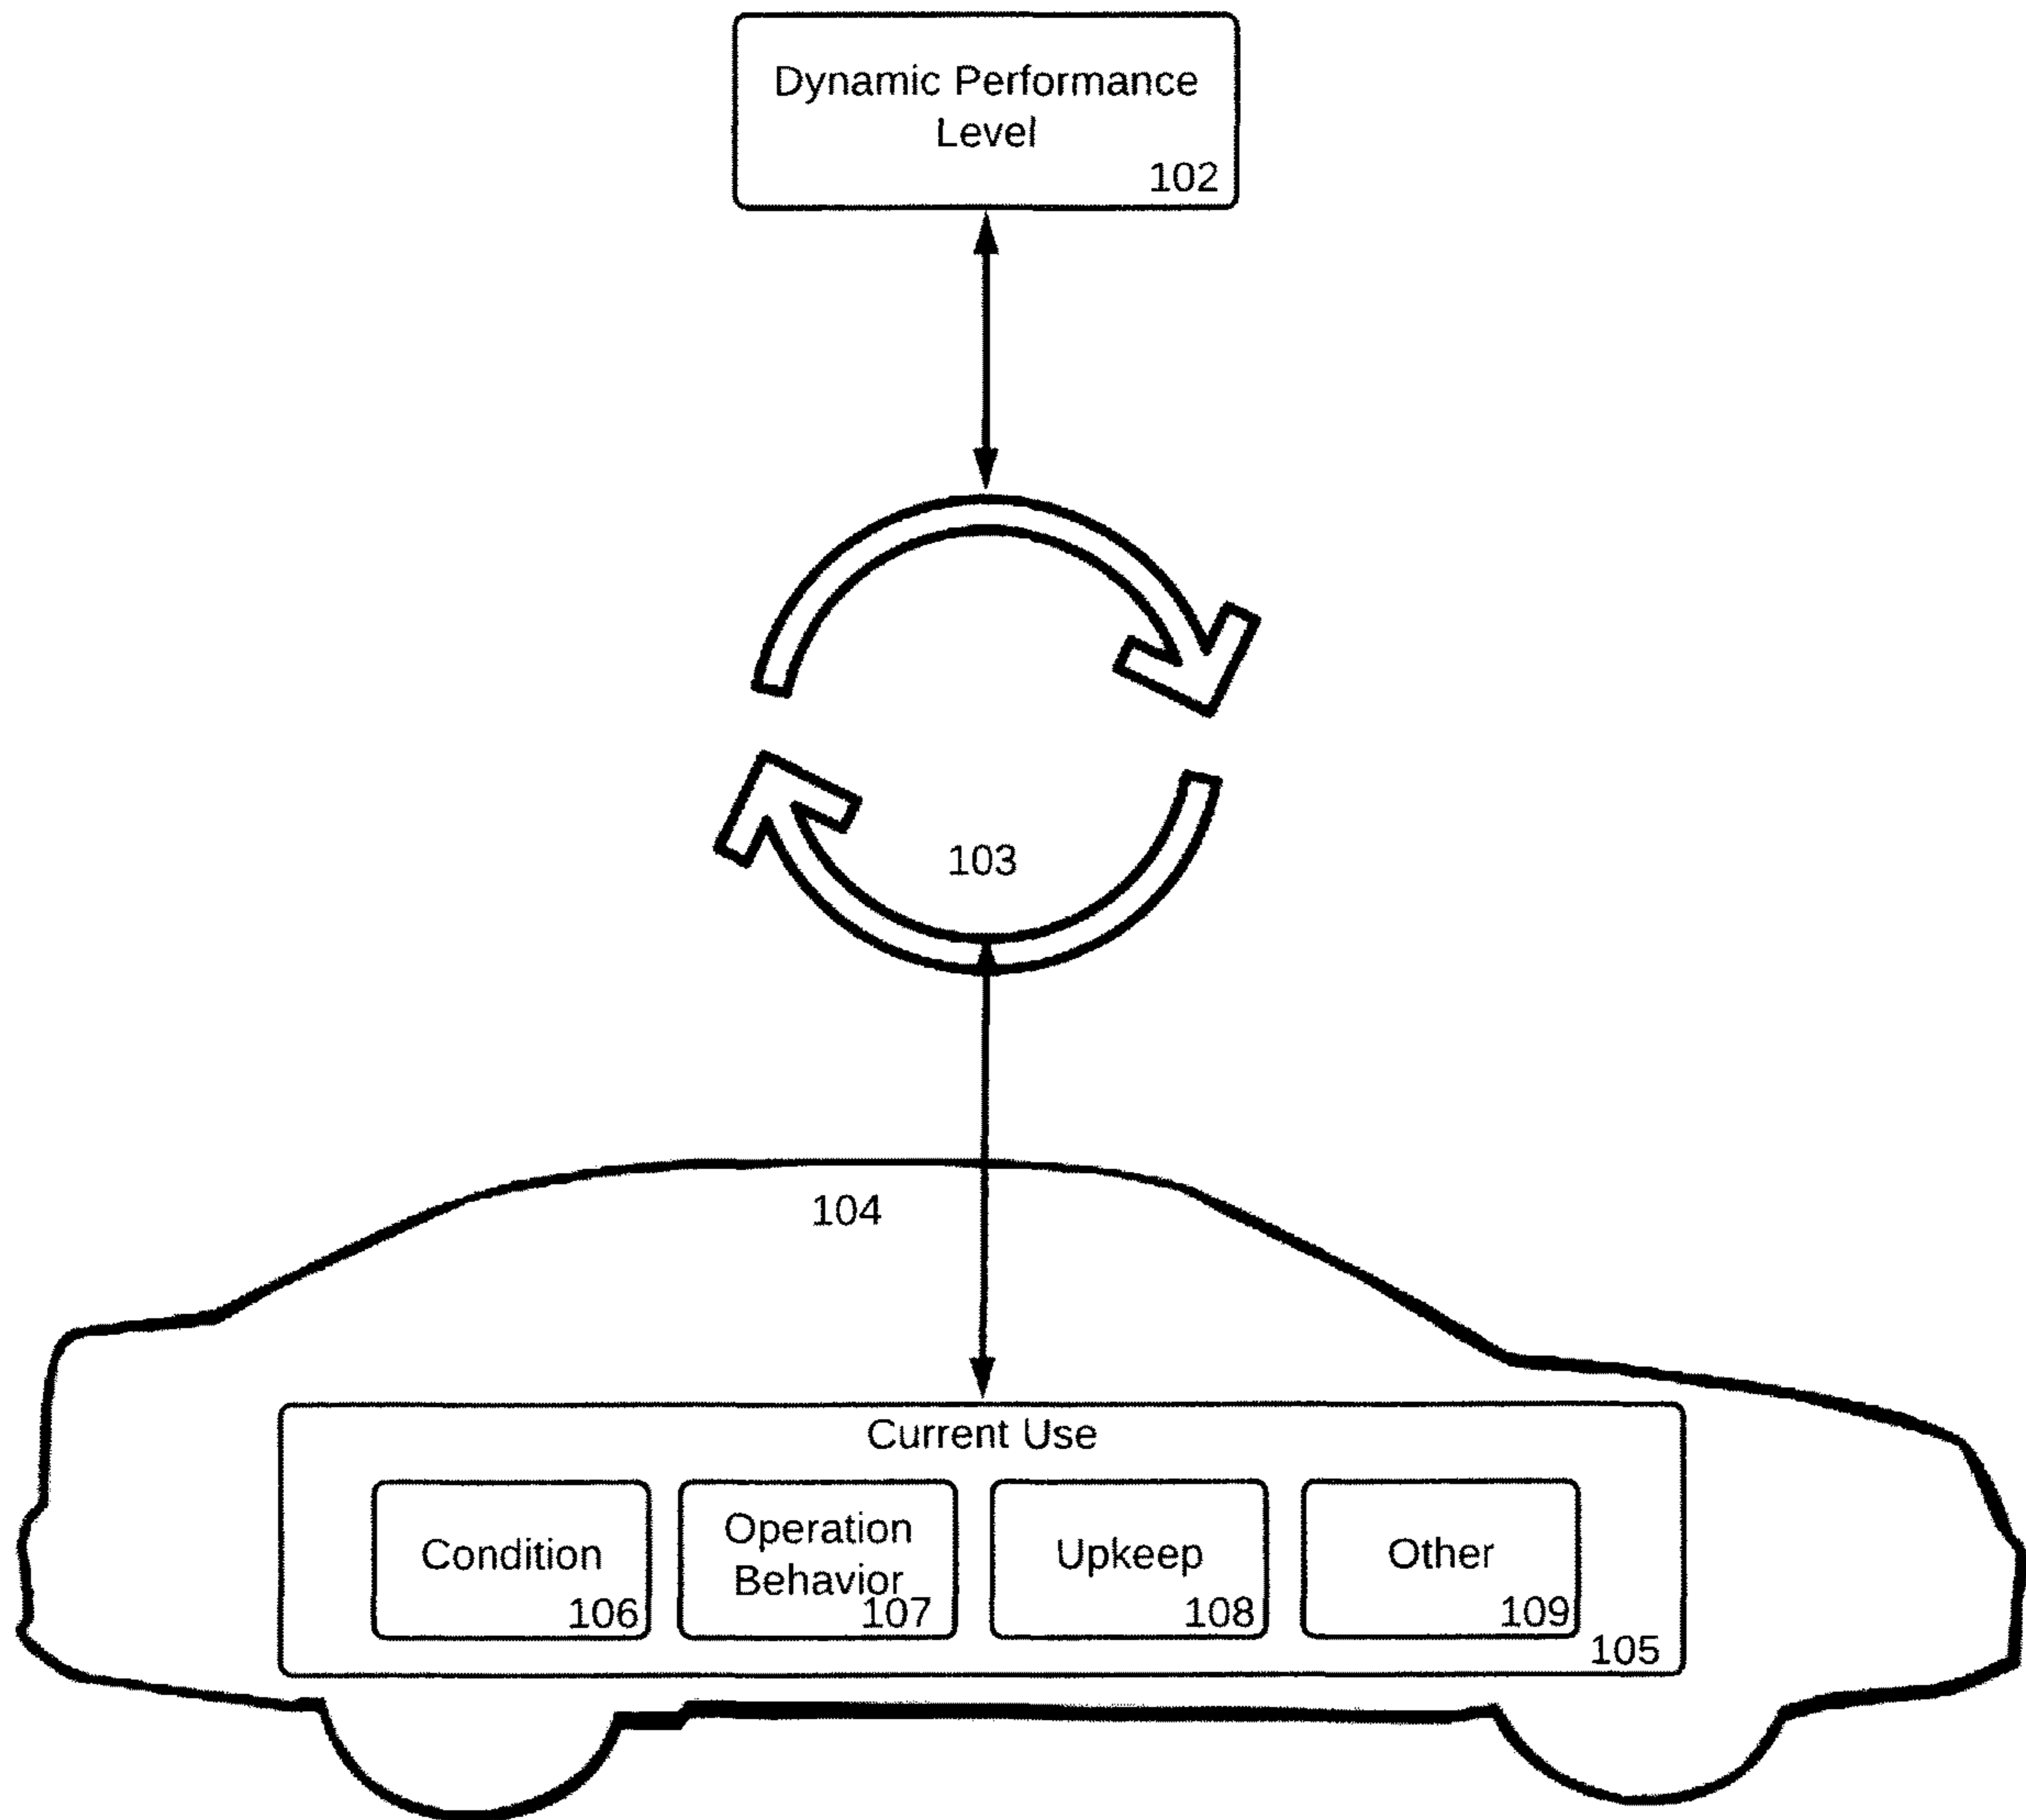 Dynamic Performance
Level
102
103
104
Current Use
Condition
106
Operation
Behavior
107
Upkeep
108
Other
109
105